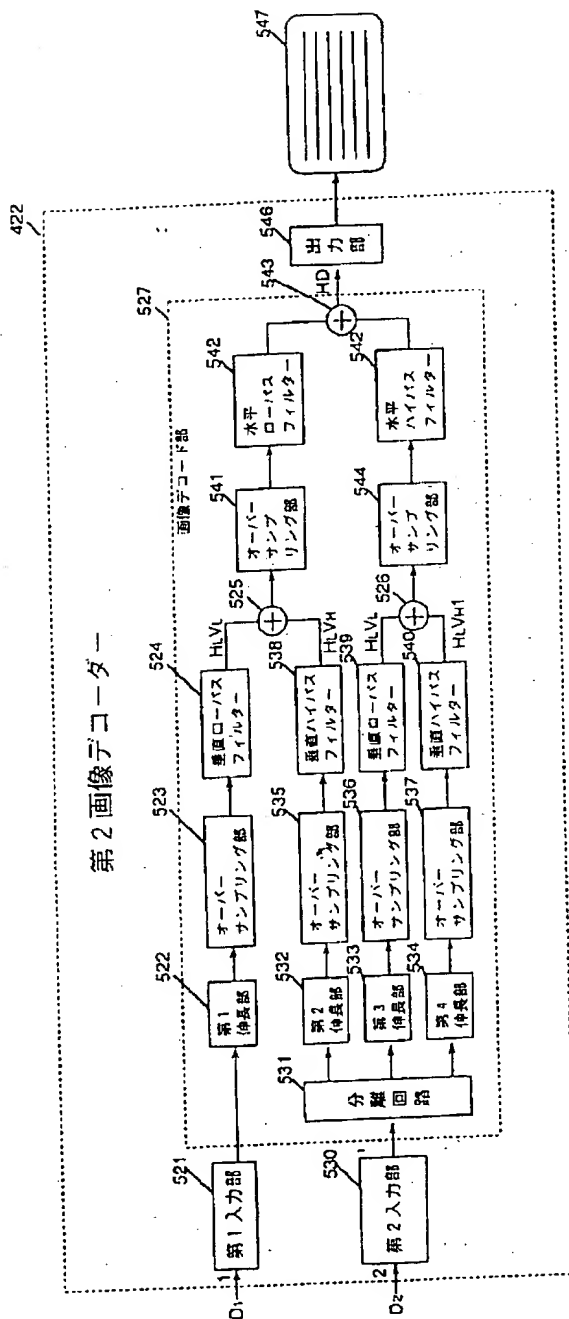 第2画像デコーダー
422
527
画像デコード部
D1
1
521
第1入力部
522
第1
伸長部
523
オーバー
サンプリング部
524
垂直ローパス
フィルター
HLVL
525
+
541
オーバー
サンプ
リング部
542
水平
ローパス
フィルター
543
+
HD
546
出力部
547
D2
2
530
第2入力部
1
531
分離回路
532
第2
伸長部
535
オーバー
サンプリング部
538
垂直ハイパス
フィルター
HLVH
533
第3
伸長部
536
オーバー
サンプリング部
539
垂直ローパス
フィルター
HLVL
526
+
544
オーバー
サンプ
リング部
542
水平
ハイパス
フィルター
534
第4
伸長部
537
オーバー
サンプリング部
540
垂直ハイパス
フィルター
HLVH1